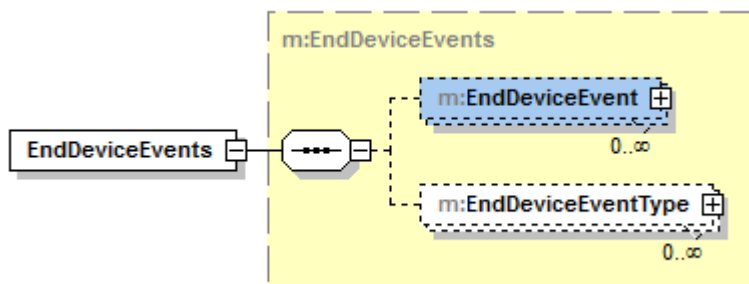 m:EndDeviceEvents
m:EndDeviceEvent
0..∞
EndDeviceEvents
m:EndDeviceEventType
0..∞